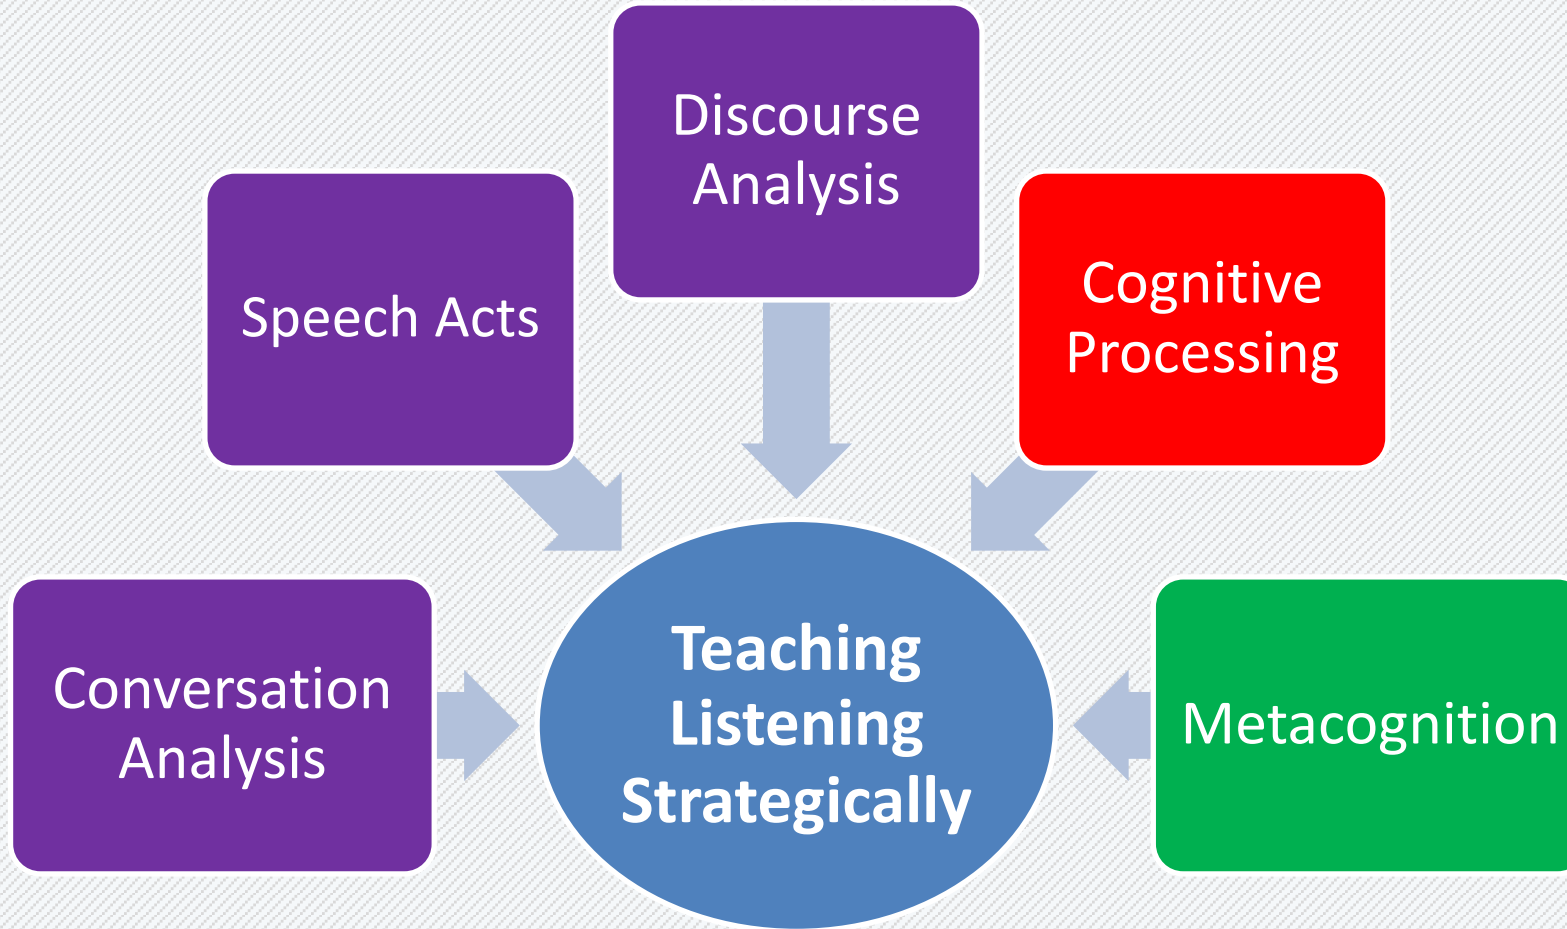 Discourse
Analysis
Speech Acts
Cognitive
Processing
Conversation
Analysis
Teaching
Listening
Strategically
Metacognition